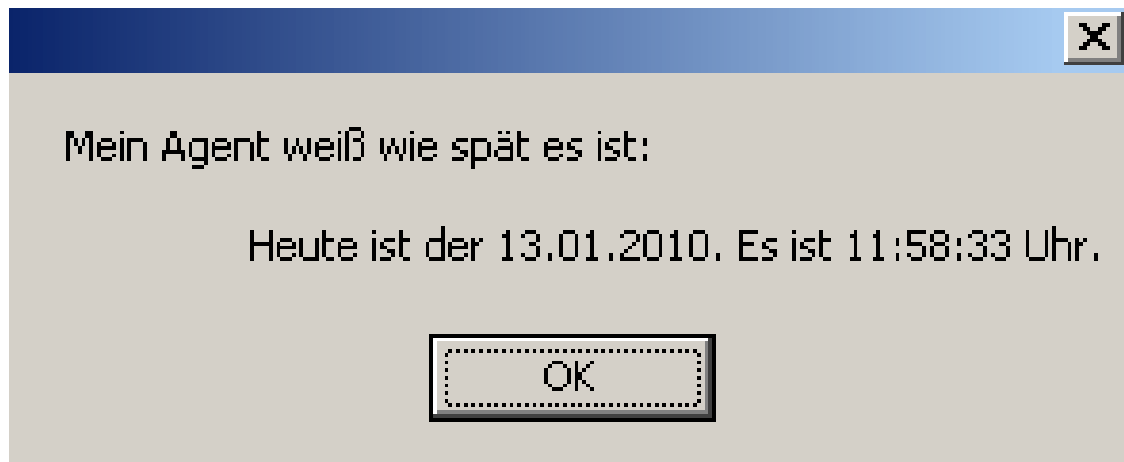 Mein Agent weiß wie spät es ist:
Heute ist der 13.01.2010. Es ist 11:58:33 Uhr.
OK